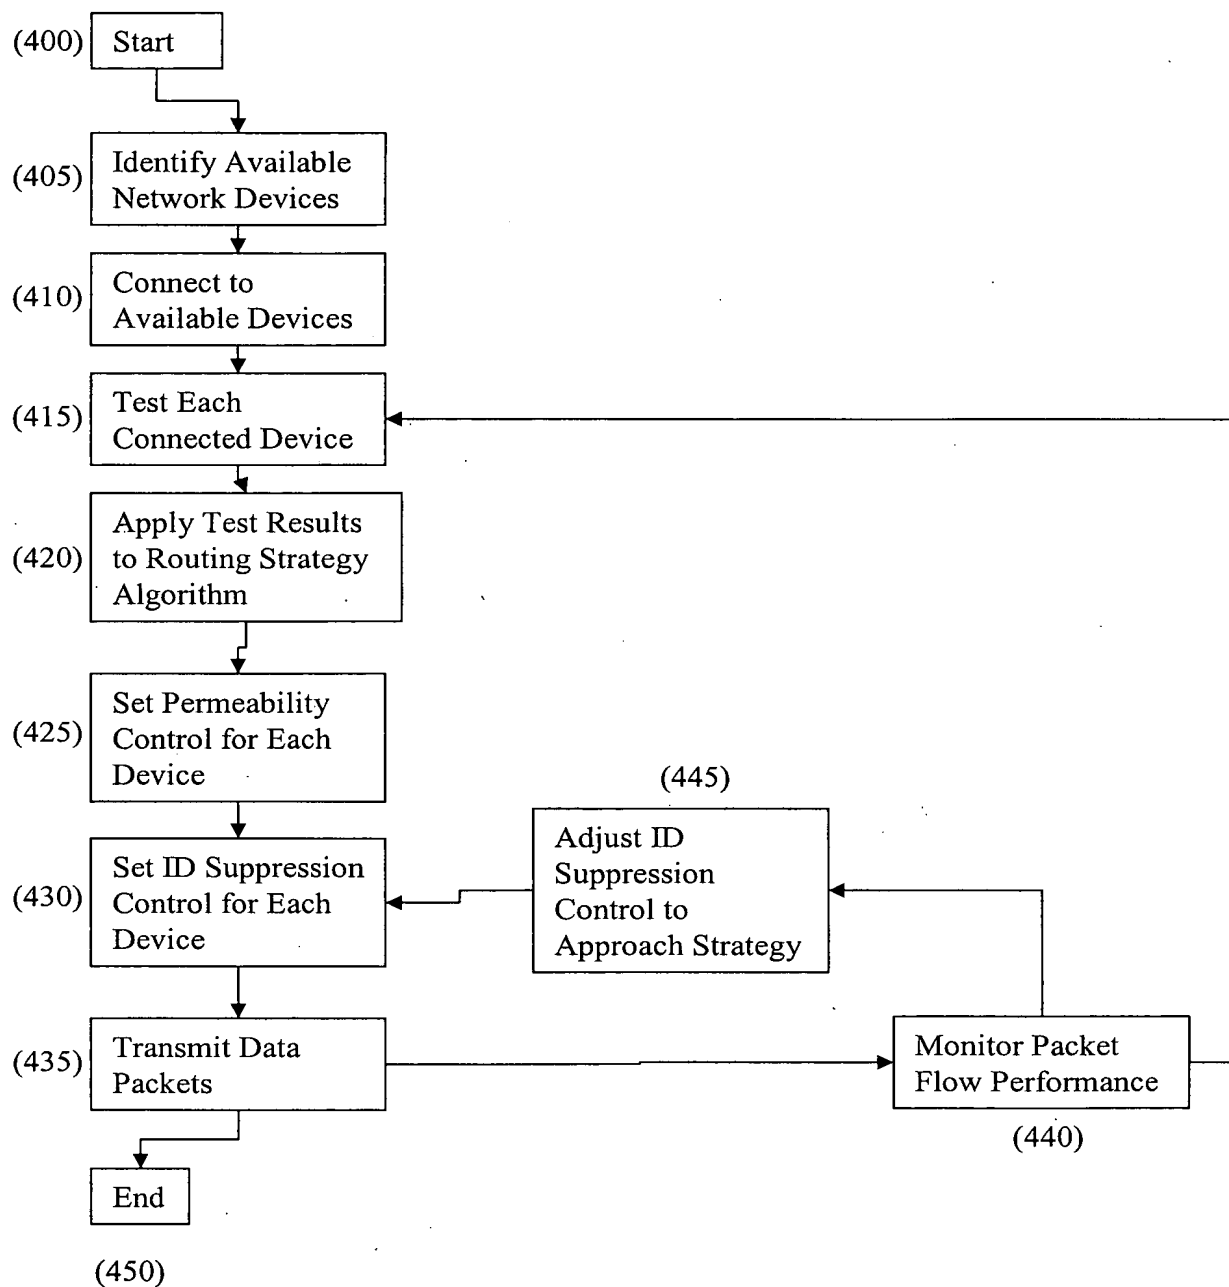 (400)
Start
(405)
Identify Available
Network Devices
(410)
Connect to
Available Devices
(415)
Test Each
Connected Device
(420)
Apply Test Results
to Routing Strategy
Algorithm
(425)
Set Permeability
Control for Each
Device
(430)
Set ID Suppression
Control for Each
Device
(445)
Adjust ID
Suppression
Control to
Approach Strategy
(435)
Transmit Data
Packets
Monitor Packet
Flow Performance
(440)
End
(450)